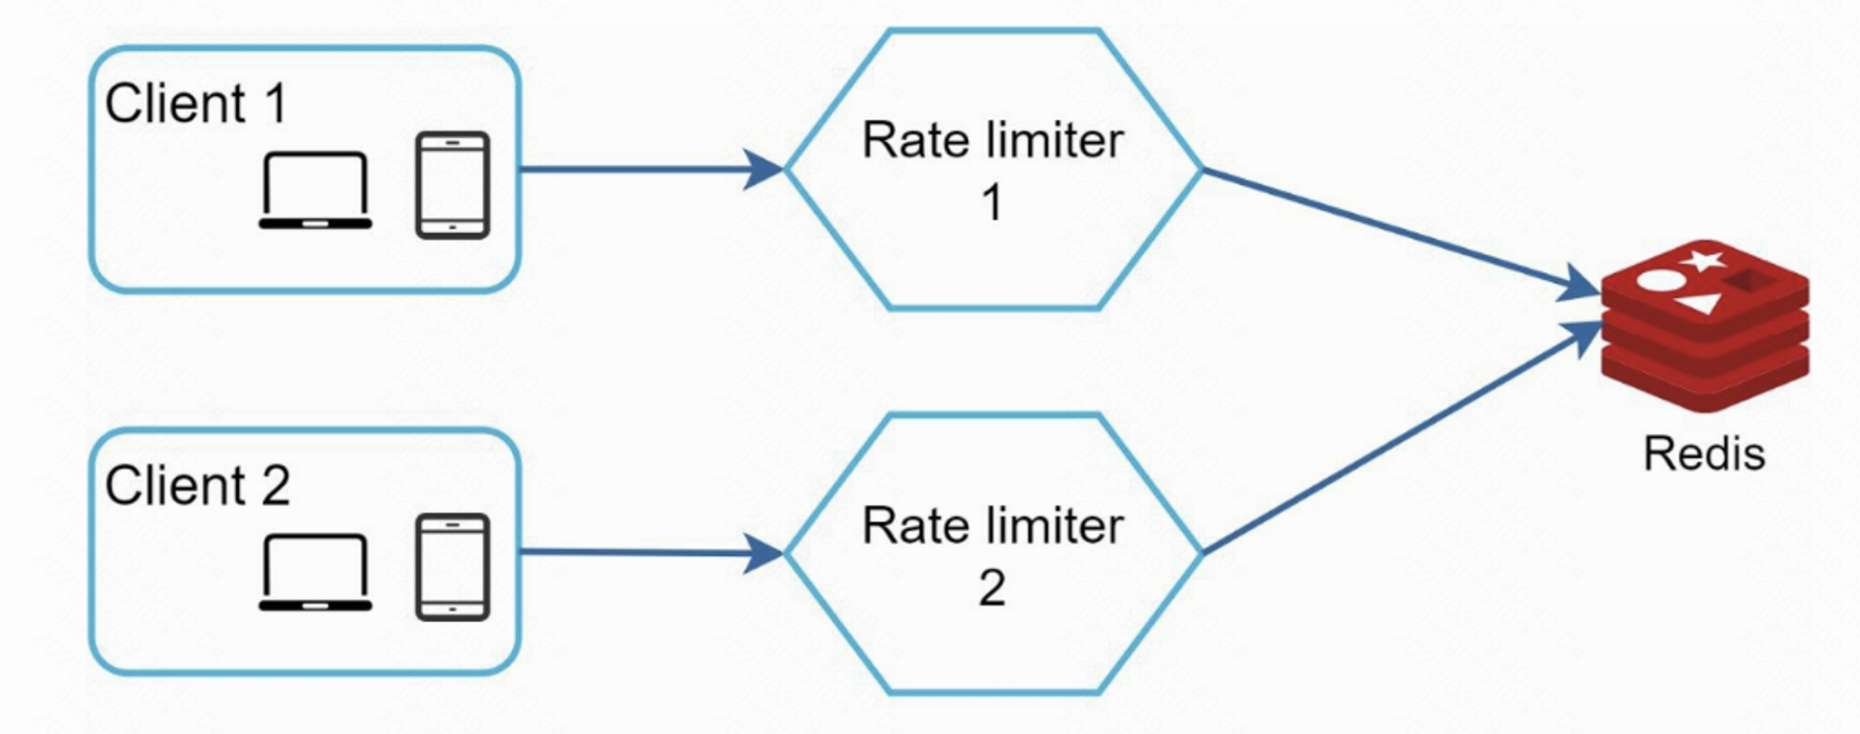 Client 1
Rate limiter
1
Redis
Client 2
Rate limiter
2